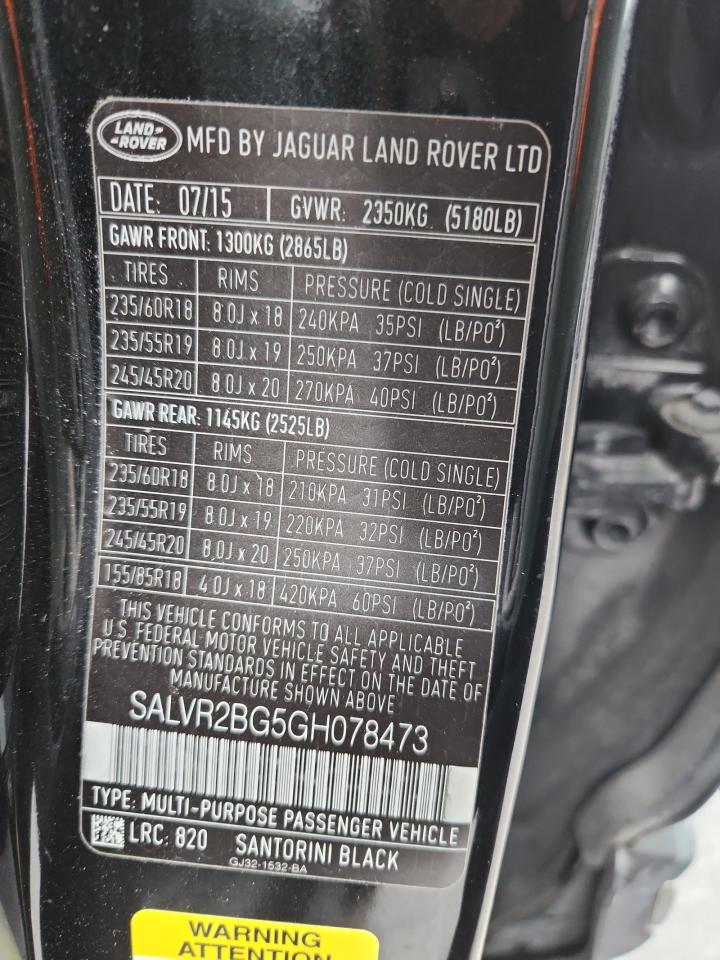 LAND-
-ROVER
MFD BY JAGUAR LAND ROVER LTD
DATE: 07/15 GVWR: 2350KG (5180LB)
GAWR FRONT: 1300KG (2865LB)
TIRES RIMS PRESSURE (COLD SINGLE)
235/60R18 8.0J x 18 240KPA 35PSI (LB/PO²)
235/55R19 8.0J x 19 250KPA 37PSI (LB/PO²)
245/45R20 8.0J x 20 270KPA 40PSI (LB/PO²)
GAWR REAR: 1145KG (2525LB)
TIRES RIMS PRESSURE (COLD SINGLE)
235/60R18 8.0J x 18 210KPA 31PSI (LB/PO²)
235/55R19 8.0J x 19 220KPA 32PSI (LB/PO²)
245/45R20 8.0J x 20 250KPA 37PSI (LB/PO²)
155/85R18 4.0J x 18 420KPA 60PSI (LB/PO²)
THIS VEHICLE CONFORMS TO ALL APPLICABLE
U.S. FEDERAL MOTOR VEHICLE SAFETY AND THEFT
PREVENTION STANDARDS IN EFFECT ON THE DATE OF
MANUFACTURE SHOWN ABOVE
SALVR2BG5GH078473
TYPE: MULTI-PURPOSE PASSENGER VEHICLE
LRC: 820 SANTORINI BLACK
GJ32-1532-BA
WARNING
ATTENTION